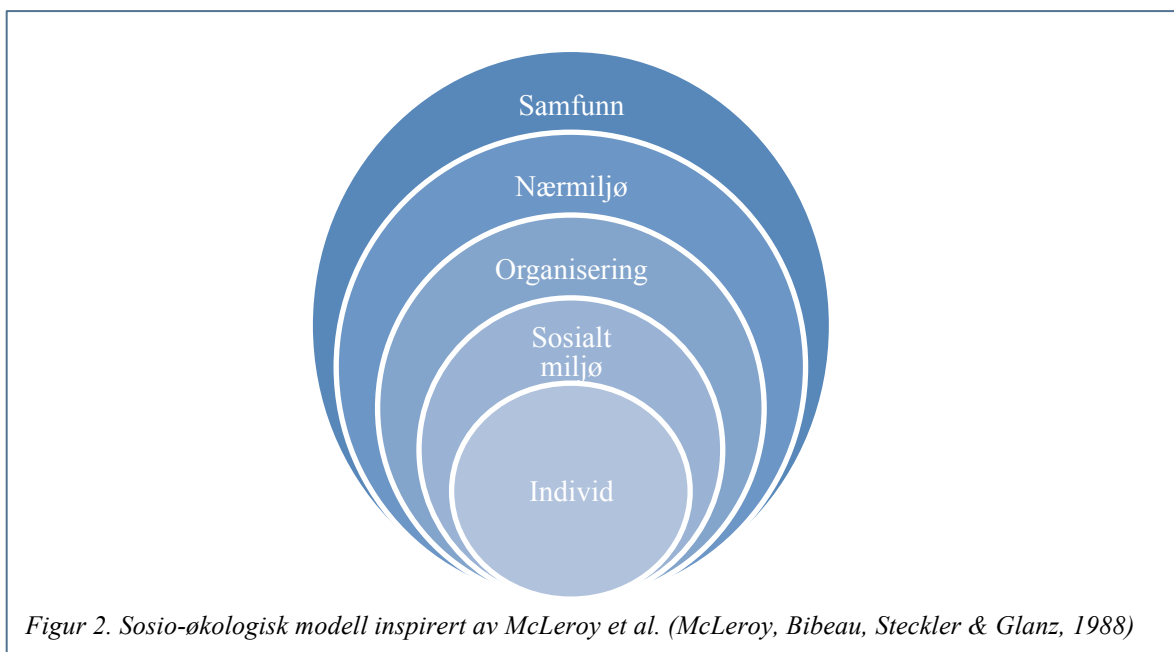 Samfunn
Nærmiljø
Organisering
Sosialt
miljø
Individ
Figur 2. Sosio-økologisk modell inspirert av McLeroy et al. (McLeroy, Bibeau, Steckler & Glanz, 1988)